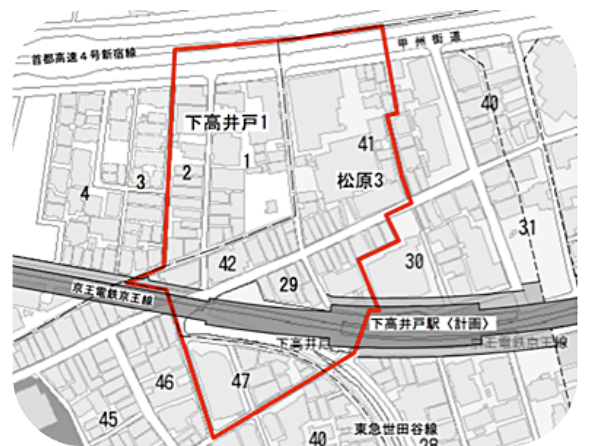 首都高速4号新宿線
甲州街道
40
下高井戸1
41
1
3
2
松原3
4
31
42
30
29
京王電鉄京王線
下高井戸駅〈計画〉
下高井戸
京王電鉄京王線
46
47
45
東急世田谷線
40
28